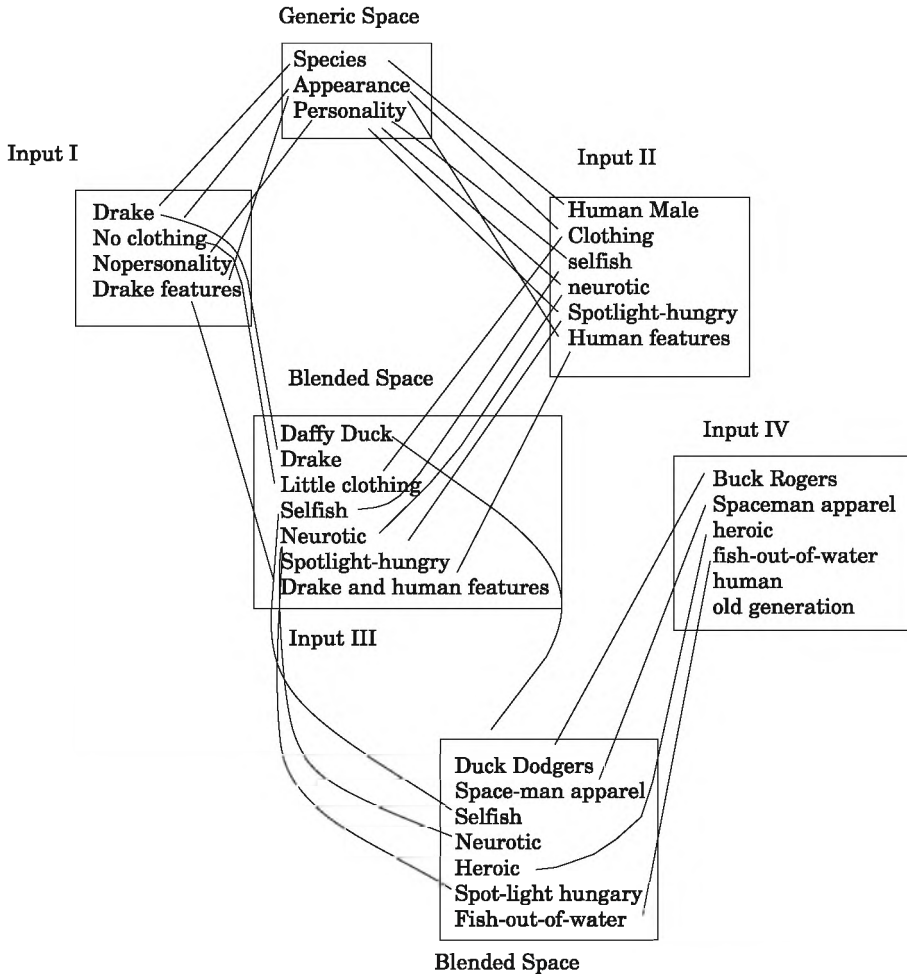 Generic Space
Species
Appearance
Personality
Input I
Drake
No clothing
Nopersonality
Drake features
Input II
Human Male
Clothing
selfish
neurotic
Spotlight-hungry
Human features
Blended Space
Daffy Duck
Drake
Little clothing
Selfish
Neurotic
Spotlight-hungry
Drake and human features
Input III
Input IV
Buck Rogers
Spaceman apparel
heroic
fish-out-of-water
human
old generation
Duck Dodgers
Space-man apparel
Selfish
Neurotic
Heroic
Spot-light hungary
Fish-out-of-water
Blended Space